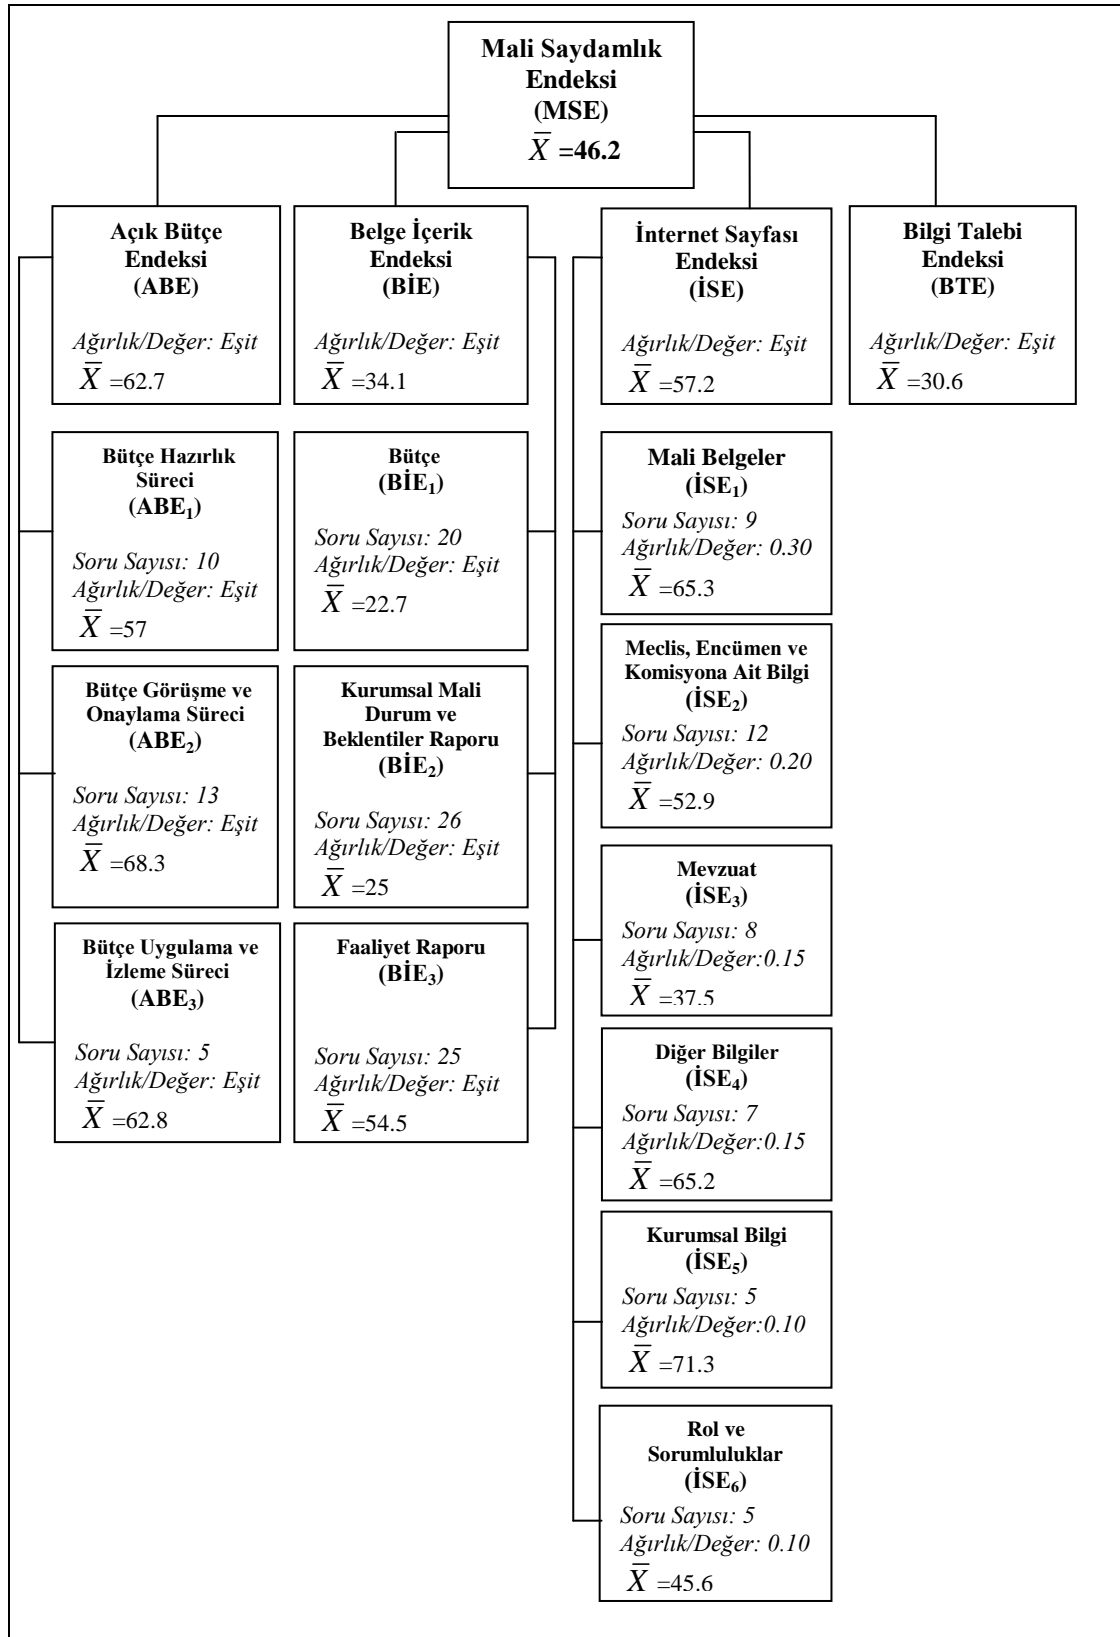 Mali Saydamlık
Endeksi
(MSE)
X̄ =46.2
Açık Bütçe
Endeksi
(ABE)
Ağırlık/Değer: Eşit
X̄ =62.7
Belge İçerik
Endeksi
(BİE)
Ağırlık/Değer: Eşit
X̄ =34.1
İnternet Sayfası
Endeksi
(İSE)
Ağırlık/Değer: Eşit
X̄ =57.2
Bilgi Talebi
Endeksi
(BTE)
Ağırlık/Değer: Eşit
X̄ =30.6
Bütçe Hazırlık
Süreci
(ABE₁)
Soru Sayısı: 10
Ağırlık/Değer: Eşit
X̄ =57
Bütçe Görüşme ve
Onaylama Süreci
(ABE₂)
Soru Sayısı: 13
Ağırlık/Değer: Eşit
X̄ =68.3
Bütçe Uygulama ve
İzleme Süreci
(ABE₃)
Soru Sayısı: 5
Ağırlık/Değer: Eşit
X̄ =62.8
Bütçe
(BİE₁)
Soru Sayısı: 20
Ağırlık/Değer: Eşit
X̄ =22.7
Kurumsal Mali
Durum ve
Beklentiler Raporu
(BİE₂)
Soru Sayısı: 26
Ağırlık/Değer: Eşit
X̄ =25
Faaliyet Raporu
(BİE₃)
Soru Sayısı: 25
Ağırlık/Değer: Eşit
X̄ =54.5
Mali Belgeler
(İSE₁)
Soru Sayısı: 9
Ağırlık/Değer: 0.30
X̄ =65.3
Meclis, Encümen ve
Komisyona Ait Bilgi
(İSE₂)
Soru Sayısı: 12
Ağırlık/Değer: 0.20
X̄ =52.9
Mevzuat
(İSE₃)
Soru Sayısı: 8
Ağırlık/Değer:0.15
X̄ =37.5
Diğer Bilgiler
(İSE₄)
Soru Sayısı: 7
Ağırlık/Değer:0.15
X̄ =65.2
Kurumsal Bilgi
(İSE₅)
Soru Sayısı: 5
Ağırlık/Değer:0.10
X̄ =71.3
Rol ve
Sorumluluklar
(İSE₆)
Soru Sayısı: 5
Ağırlık/Değer: 0.10
X̄ =45.6